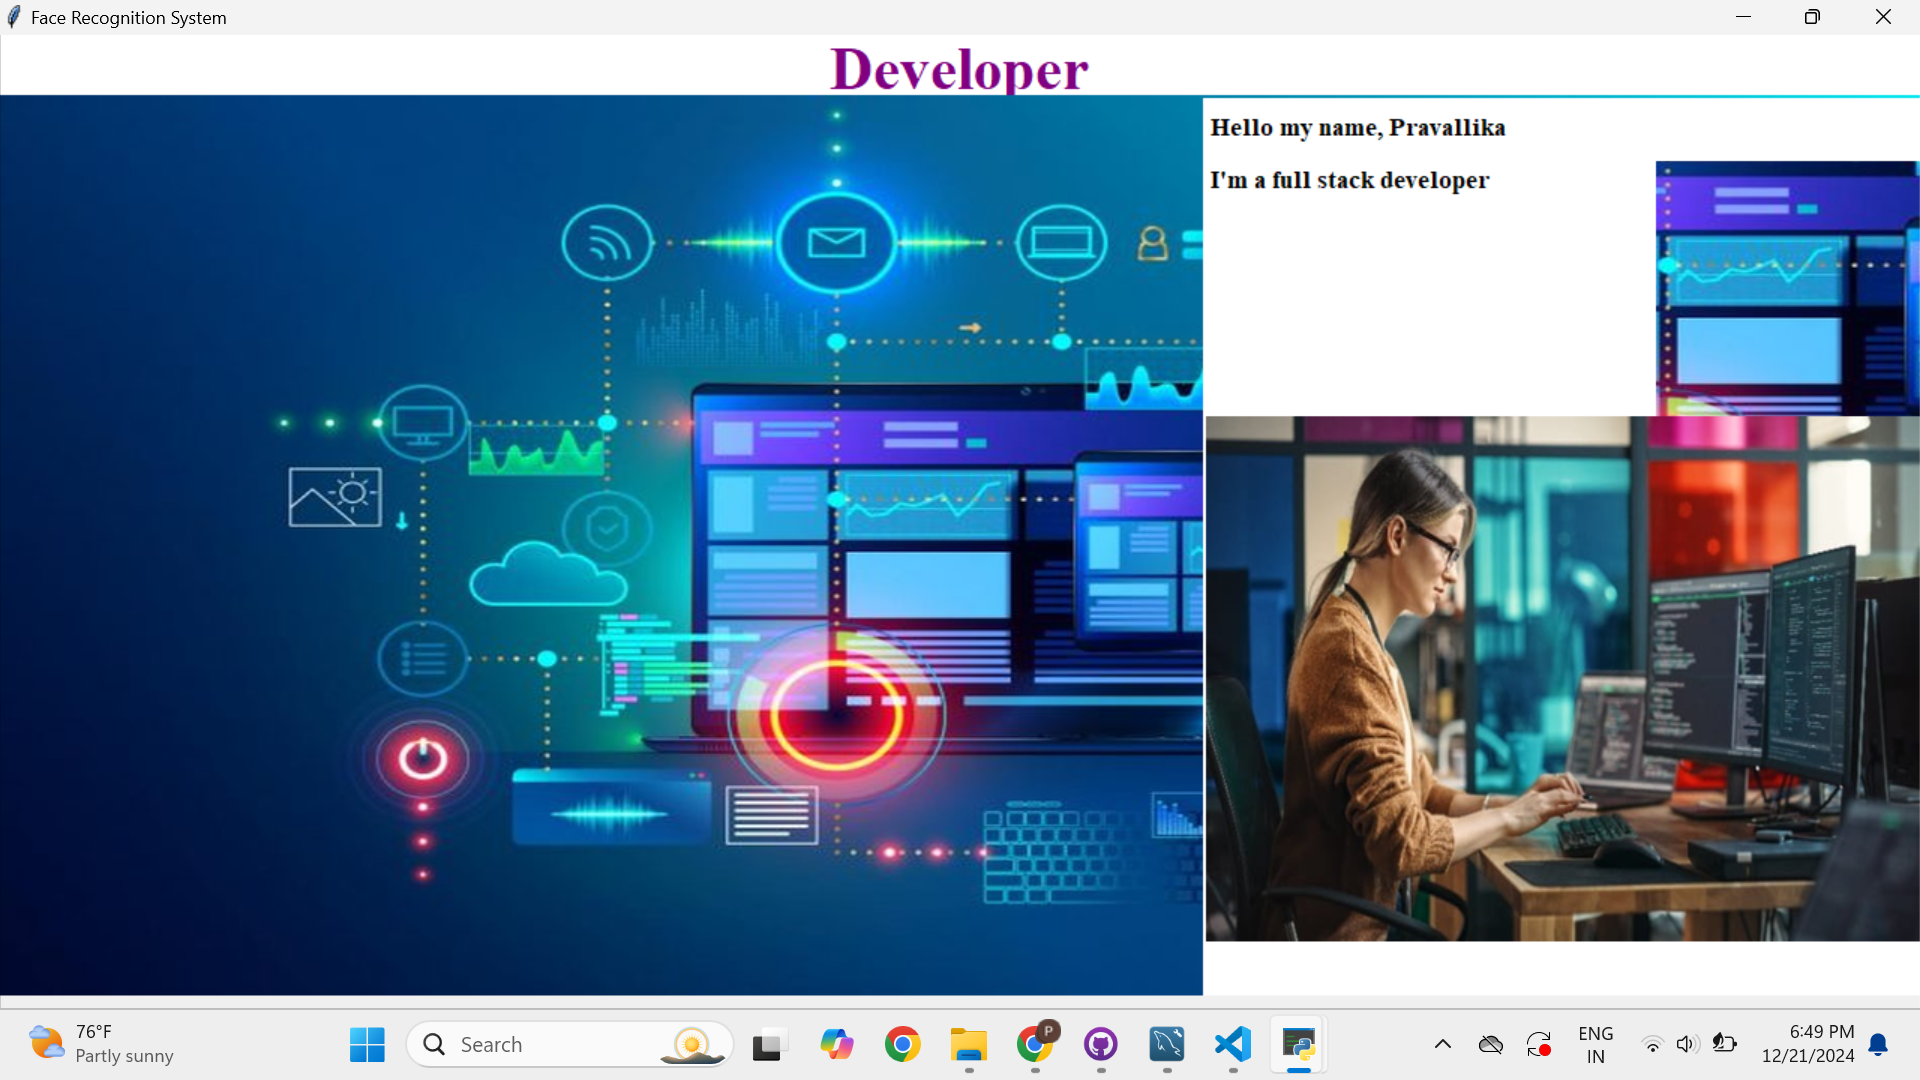 Face Recognition System
Developer
Hello my name, Pravallika
I'm a full stack developer
76°F
Partly sunny
Search
P
ENG
IN
6:49 PM
12/21/2024